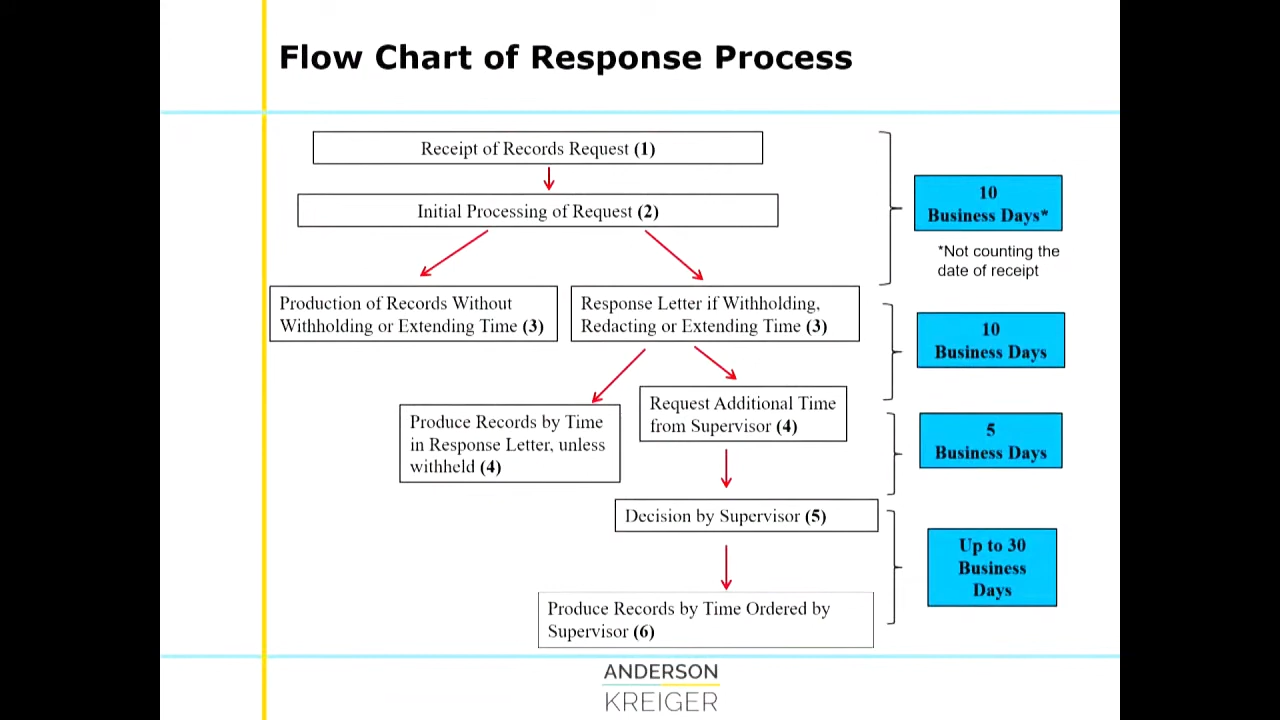 Flow Chart of Response Process
Receipt of Records Request (1)
Initial Processing of Request (2)
10
Business Days*
*Not counting the
date of receipt
Production of Records Without
Withholding or Extending Time (3)
Response Letter if Withholding,
Redacting or Extending Time (3)
10
Business Days
Produce Records by Time
in Response Letter, unless
withheld (4)
Request Additional Time
from Supervisor (4)
5
Business Days
Decision by Supervisor (5)
Up to 30
Business
Days
Produce Records by Time Ordered by
Supervisor (6)
ANDERSON
KREIGER